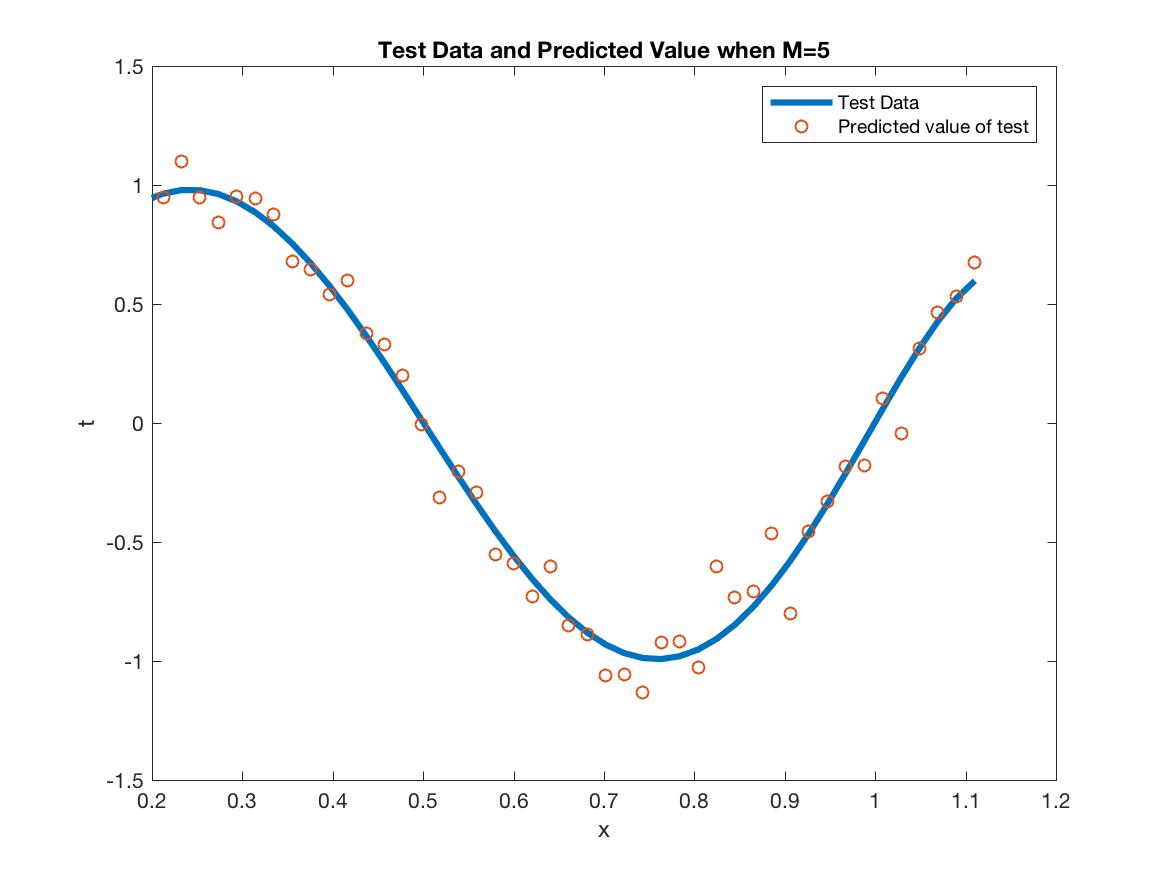 Test Data and Predicted Value when M=5
1.5
1
0.5
0
-0.5
-1
-1.5
t
Test Data
Predicted value of test
0.2 0.3 0.4 0.5 0.6 0.7 0.8 0.9 1 1.1 1.2
x